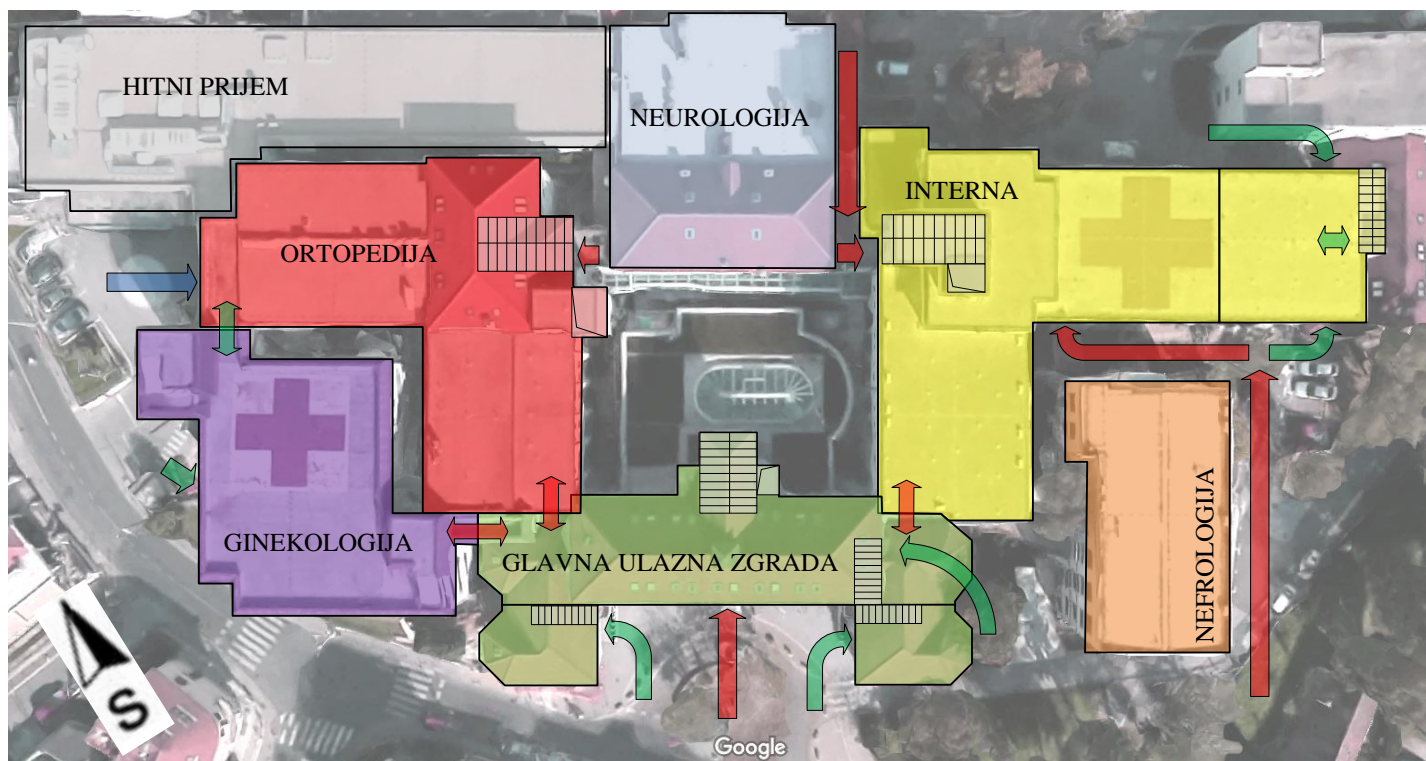 HITNI PRIJEM
NEUROLOGIJA
INTERNA
ORTOPEDIJA
GINEKOLOGIJA
GLAVNA ULAZNA ZGRADA
NEFROLOGIJA
S
Google